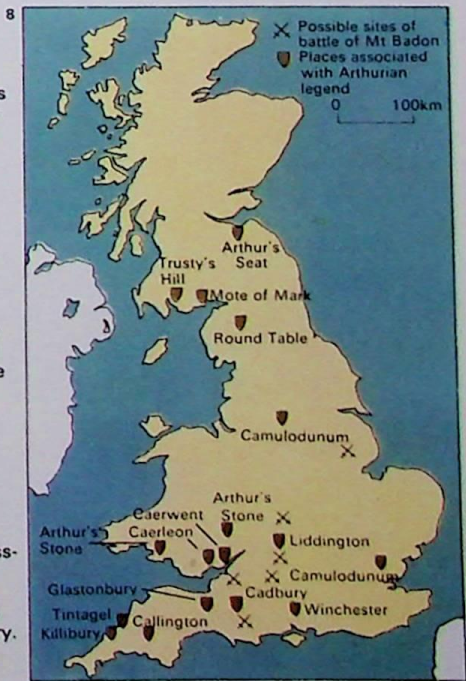 8
Possible sites of
battle of Mt Badon
Places associated
with Arthurian
legend
0 100km
s
Arthur's
Seat
Trusty's
Hill
Mote of Mark
Round Table
e
Camulodunum
Arthur's
Stone
Caerwent
Caerleon
Arthur's
Stone
Liddington
ss-
Camulodunum
Cadbury
Glastonbury
Winchester
Tintagel
Callington
Killibury
ry.